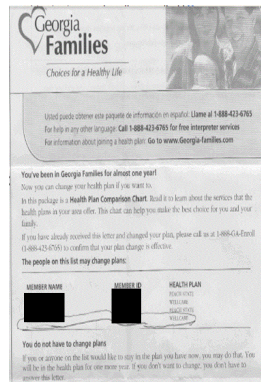 Georgia
Families
Choices for a Healthy Life
Usted puede obtener este paquete de información en español. Llame al 1-888-423-6765
For help in any other language: Call 1-888-423-6765 for free interpreter services
For information about joining a health plan: Go to www.Georgia-families.com
You've been in Georgia Families for almost one year!
Now you can change your health plan if you want to.
In this package is a Health Plan Comparison Chart. Read it to learn about the services that the
health plans in your area offer. This chart can help you make the best choice for you and your
family.
If you have already received this letter and changed your plan, please call us at 1-888-GA-Enroll
(1-888-423-6765) to confirm that your plan change is effective
The people on this list may change plans:
MEMBER NAME MEMBER ID HEALTH PLAN
PEACH STATE
WELLCARE
PEACH STATE
WELLCARE
You do not have to change plans
If you or anyone on the list would like to stay in the plan you have now, you may do that. You
will be in the health plan for one more year. If you don't want to change, you don't have to
answer this letter.